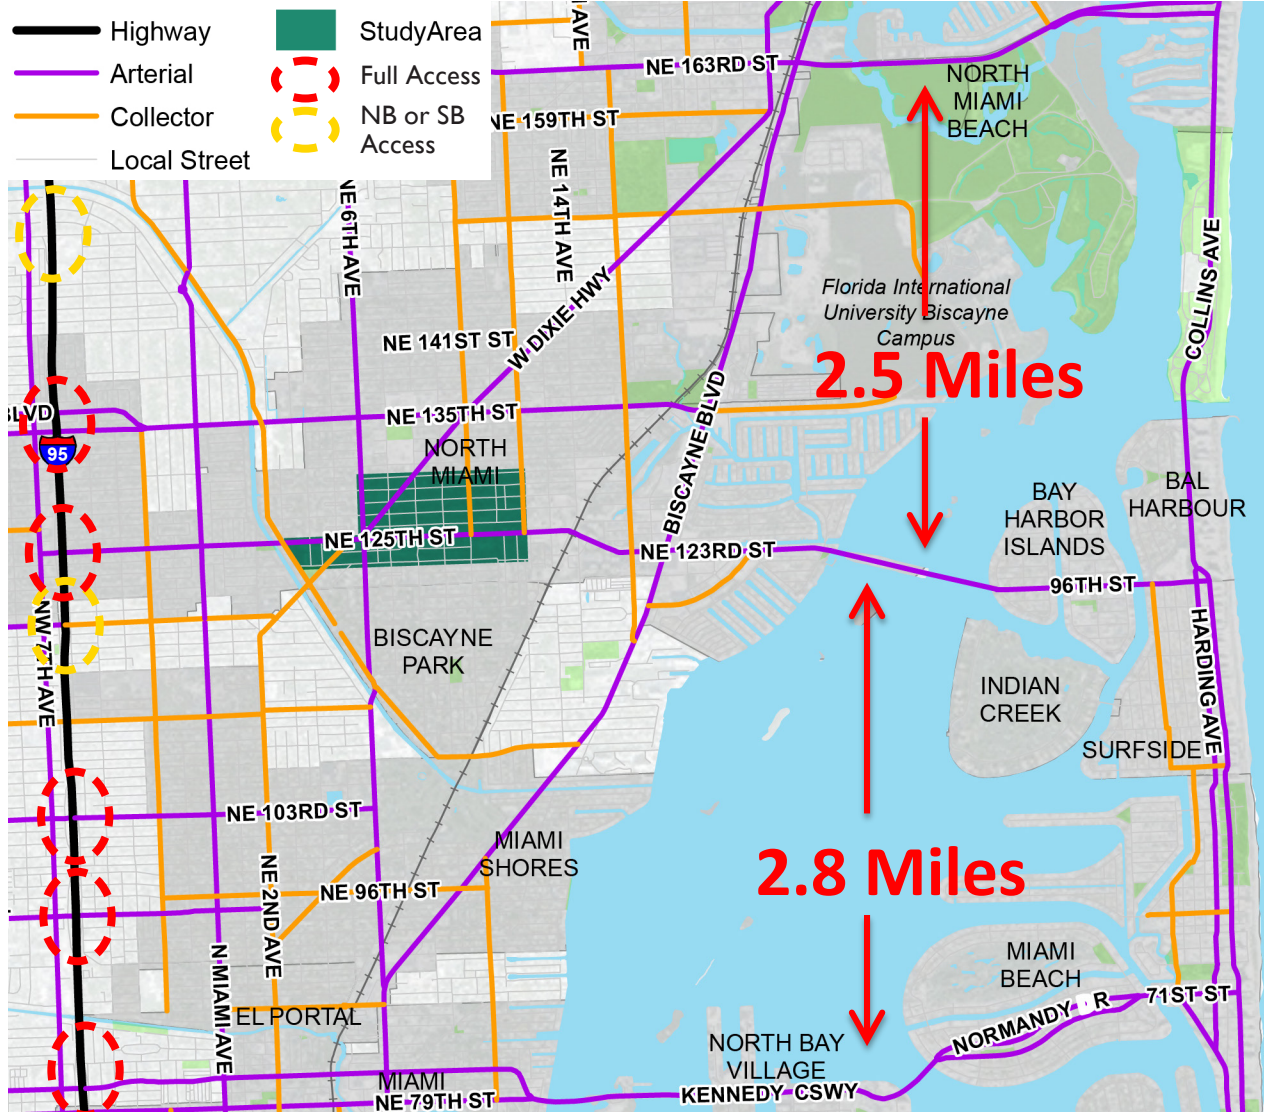 Highway
Arterial
Collector
Local Street
StudyArea
Full Access
NB or SB
Access
AVE
NE 163RD ST
NORTH
MIAMI
BEACH
NE 159TH ST
NE 6TH AVE
NE 14TH AVE
COLLINS AVE
Florida International
University Biscayne
Campus
W DIXIE HWY
NE 141ST ST
2.5 Miles
BLVD
NE 135TH ST
BISCAYNE BLVD
95
NORTH
MIAMI
BAY
HARBOR
ISLANDS
BAL
HARBOUR
NE 125TH ST
NE 123RD ST
96TH ST
NW 7TH AVE
BISCAYNE
PARK
HARDING AVE
INDIAN
CREEK
SURFSIDE
NE 103RD ST
MIAMI
SHORES
2.8 Miles
NE 2ND AVE
NE 96TH ST
N MIAMI AVE
MIAMI
BEACH
71ST ST
NORMANDY DR
EL PORTAL
NORTH BAY
VILLAGE
MIAMI
NE 79TH ST
KENNEDY CSWY